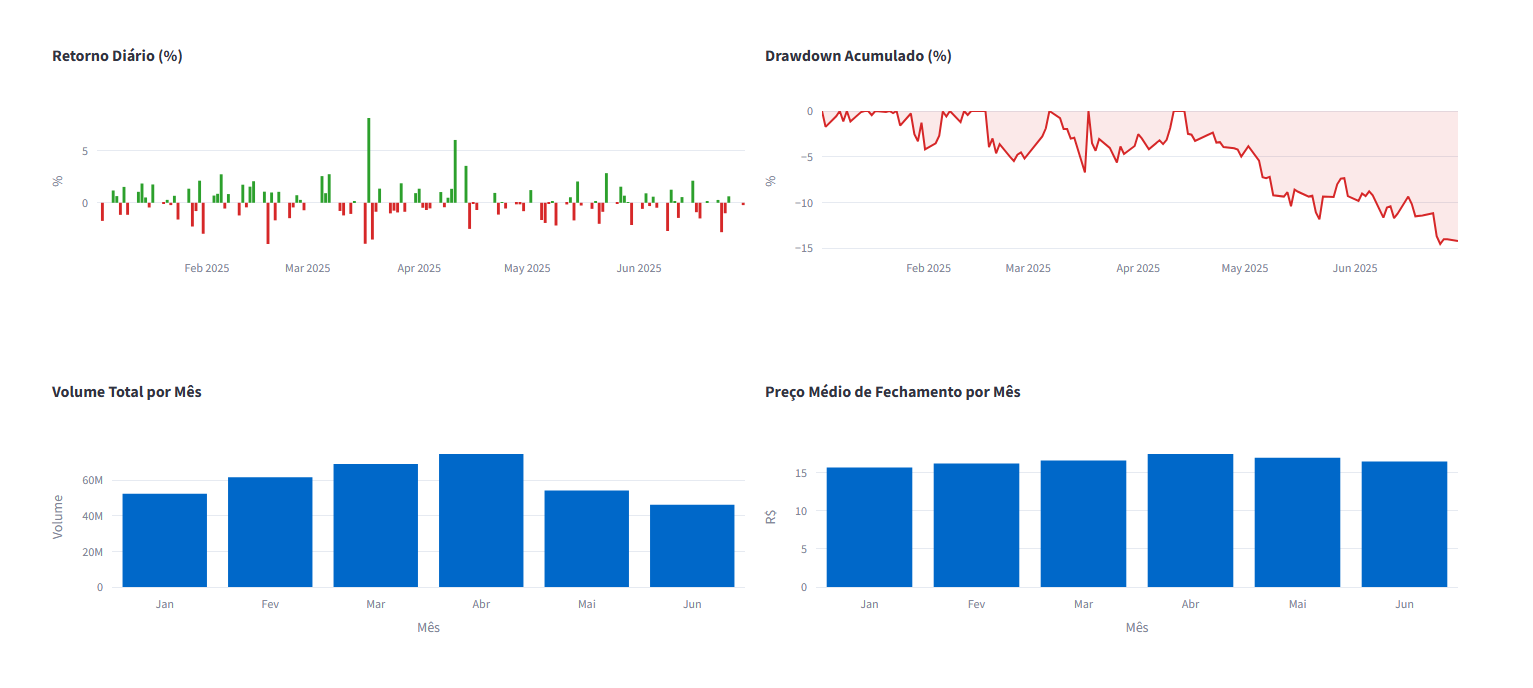 Retorno Diário (%)
%
5
0
Feb 2025
Mar 2025
Apr 2025
May 2025
Jun 2025
Drawdown Acumulado (%)
%
0
−5
−10
−15
Feb 2025
Mar 2025
Apr 2025
May 2025
Jun 2025
Volume Total por Mês
Volume
60M
40M
20M
0
Jan
Fev
Mar
Abr
Mai
Jun
Mês
Preço Médio de Fechamento por Mês
R$
15
10
5
0
Jan
Fev
Mar
Abr
Mai
Jun
Mês